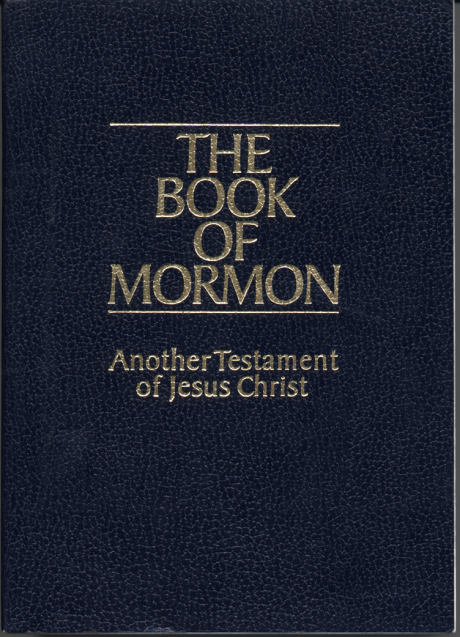 THE
BOOK
OF
MORMON
Another Testament
of Jesus Christ